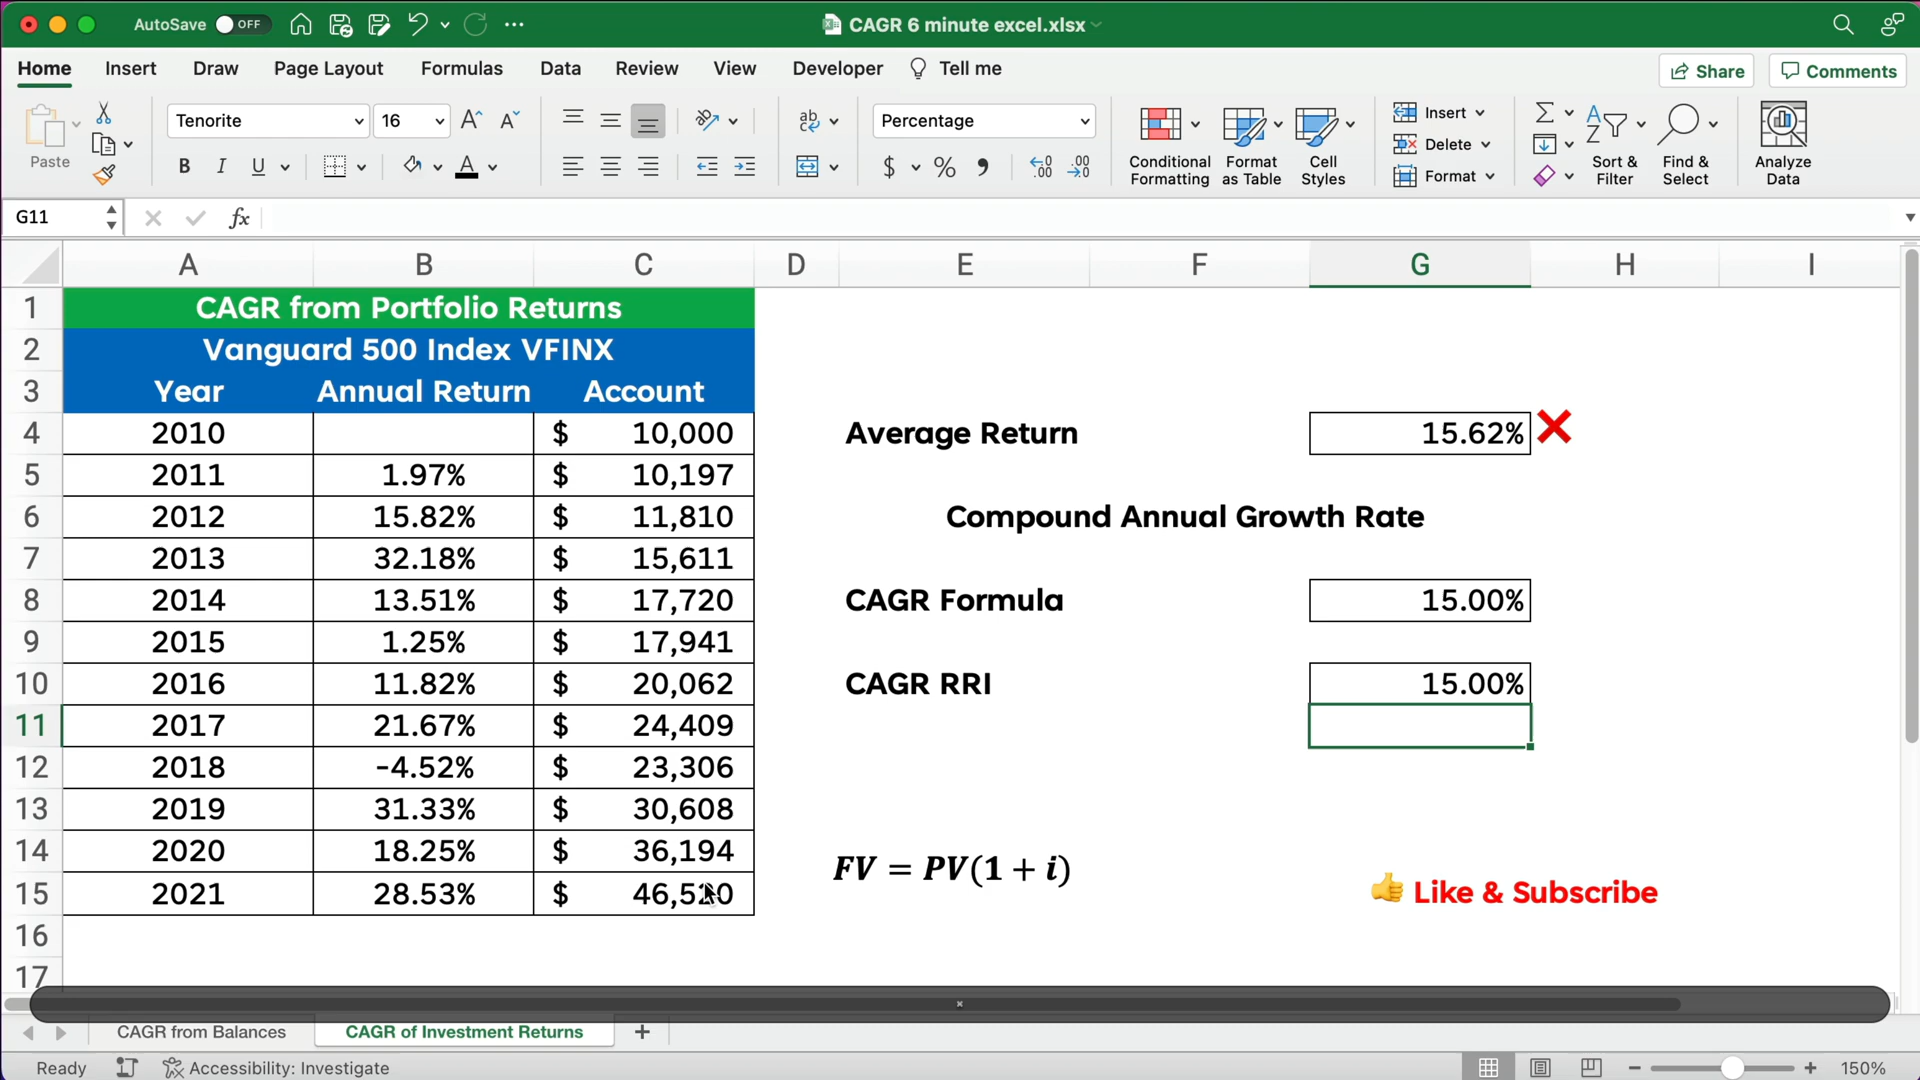 AutoSave OFF CAGR 6 minute excel.xlsx
Home Insert Draw Page Layout Formulas Data Review View Developer Tell me Share Comments
Paste Tenorite 16 Percentage Conditional Formatting Format as Table Cell Styles Insert Delete Format Sort & Filter Find & Select Analyze Data
B I U A $ %
G11 fx
A B C D E F G H I
1 CAGR from Portfolio Returns
2 Vanguard 500 Index VFINX
3 Year Annual Return Account
4 2010 $ 10,000 Average Return 15.62% ❌
5 2011 1.97% $ 10,197
6 2012 15.82% $ 11,810 Compound Annual Growth Rate
7 2013 32.18% $ 15,611
8 2014 13.51% $ 17,720 CAGR Formula 15.00%
9 2015 1.25% $ 17,941
10 2016 11.82% $ 20,062 CAGR RRI 15.00%
11 2017 21.67% $ 24,409
12 2018 -4.52% $ 23,306
13 2019 31.33% $ 30,608
14 2020 18.25% $ 36,194 FV = PV(1 + i)
15 2021 28.53% $ Like & Subscribe
16
17
CAGR from Balances CAGR of Investment Returns +
Ready Accessibility: Investigate 150%